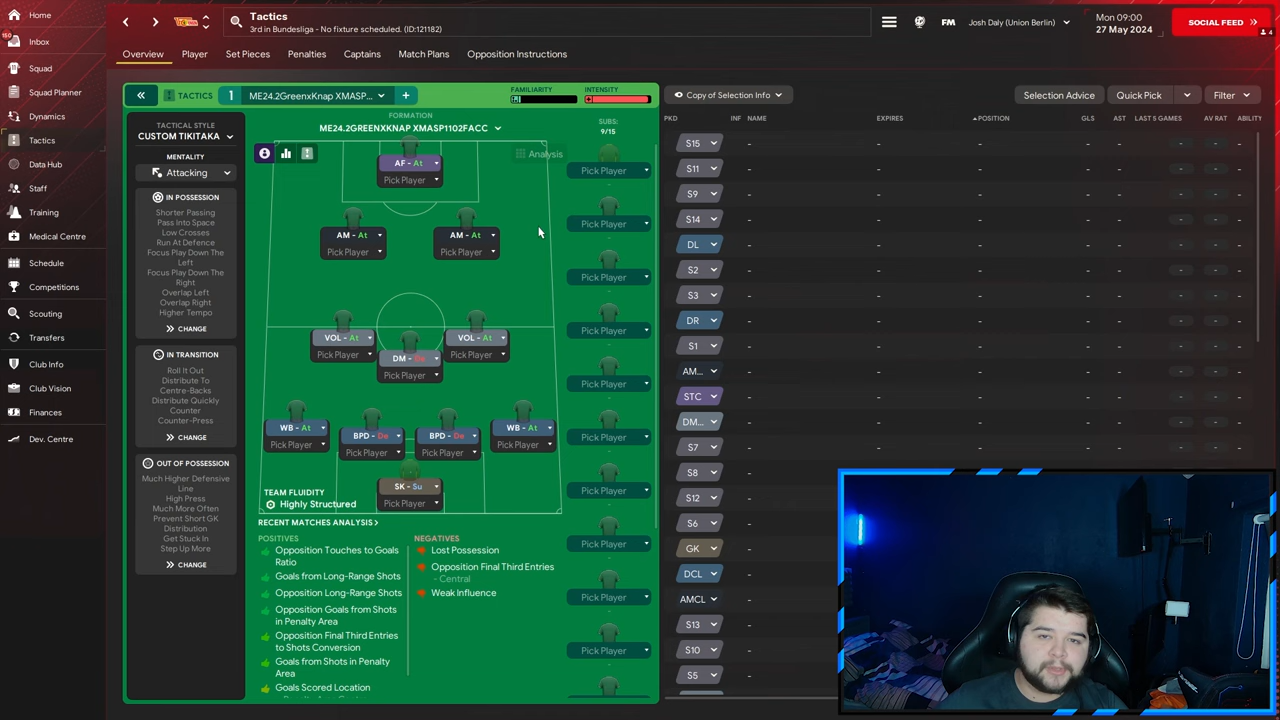 Home
150
Inbox
Squad
Squad Planner
Dynamics
Tactics
Data Hub
Staff
Training
Medical Centre
Schedule
Competitions
Scouting
Transfers
Club Info
Club Vision
Finances
Dev. Centre
Tactics
3rd in Bundesliga - No fixture scheduled. (ID:121182)
FM
Josh Daly (Union Berlin)
Mon 09:00
27 May 2024
SOCIAL FEED
4
Overview Player Set Pieces Penalties Captains Match Plans Opposition Instructions
TACTICS
1
ME24.2GreenxKnap XMASP...
+
FAMILIARITY
INTENSITY
TACTICAL STYLE
CUSTOM TIKITAKA
MENTALITY
Attacking
IN POSSESSION
Shorter Passing
Pass Into Space
Low Crosses
Run At Defence
Focus Play Down The
Left
Focus Play Down The
Right
Overlap Left
Overlap Right
Higher Tempo
CHANGE
IN TRANSITION
Roll It Out
Distribute To
Centre-Backs
Distribute Quickly
Counter
Counter-Press
CHANGE
OUT OF POSSESSION
Much Higher Defensive
Line
High Press
Much More Often
Prevent Short GK
Distribution
Get Stuck In
Step Up More
CHANGE
FORMATION
ME24.2GREENXKNAP XMASP1102FACC
Analysis
AF - At
Pick Player
AM - At
Pick Player
AM - At
Pick Player
VOL - At
Pick Player
VOL - At
Pick Player
DM - De
Pick Player
WB - At
Pick Player
BPD - De
Pick Player
BPD - De
Pick Player
WB - At
Pick Player
SK - Su
Pick Player
TEAM FLUIDITY
Highly Structured
RECENT MATCHES ANALYSIS >
POSITIVES
Opposition Touches to Goals
Ratio
Goals from Long-Range Shots
Opposition Long-Range Shots
Opposition Goals from Shots
in Penalty Area
Opposition Final Third Entries
to Shots Conversion
Goals from Shots in Penalty
Area
Goals Scored Location
NEGATIVES
Lost Possession
Opposition Final Third Entries
- Central
Weak Influence
SUBS:
9/15
Pick Player
-
Pick Player
-
Pick Player
-
Pick Player
-
Pick Player
-
Pick Player
-
Pick Player
-
Pick Player
-
Pick Player
-
Pick Player
-
Copy of Selection Info
Selection Advice
Quick Pick
Filter
PKD INF NAME EXPIRES POSITION GLS AST LAST 5 GAMES AV RAT ABILITY
S15 - - - - - - - -
S11 - - - - - - - -
S9 - - - - - - - -
S14 - - - - - - - -
DL - - - - - - - -
S2 - - - - - - - -
S3 - - - - - - - -
DR - - - - - - - -
S1 - - - - - - - -
AM... - - - - - - - -
STC - - - - - - - -
DM... - - - - - - - -
S7 - - - - - - - -
S8 -
S12 -
S6 -
GK -
DCL -
AMCL -
S13 -
S10 -
S5 -